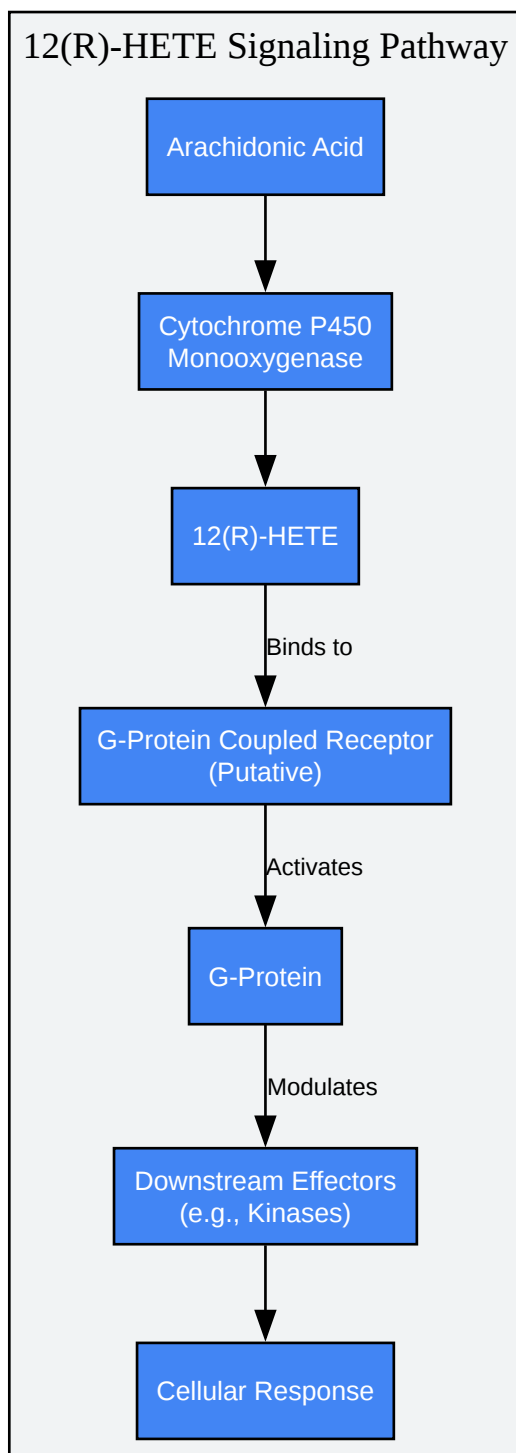 12(R)-HETE Signaling Pathway
Arachidonic Acid
Cytochrome P450
Monooxygenase
12(R)-HETE
Binds to
G-Protein Coupled Receptor
(Putative)
Activates
G-Protein
Modulates
Downstream Effectors
(e.g., Kinases)
Cellular Response